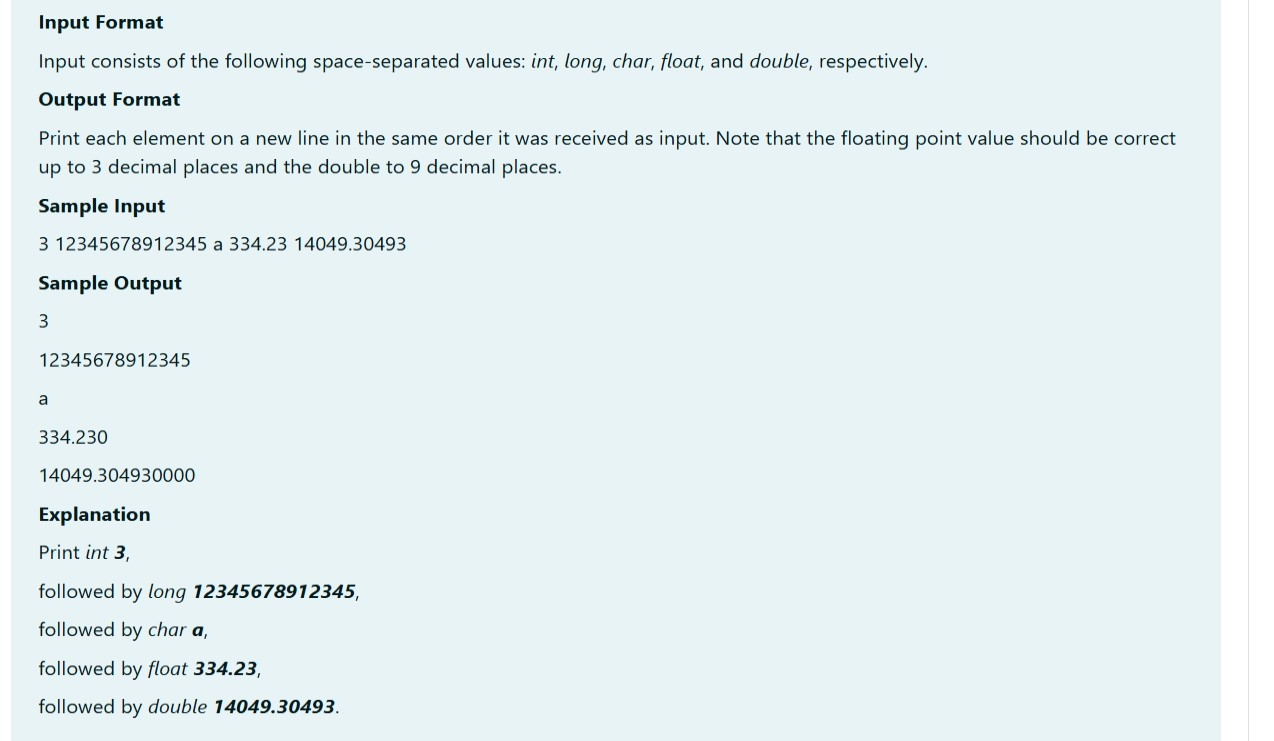 Input Format
Input consists of the following space-separated values: int, long, char, float, and double, respectively.
Output Format
Print each element on a new line in the same order it was received as input. Note that the floating point value should be correct
up to 3 decimal places and the double to 9 decimal places.
Sample Input
3 12345678912345 a 334.23 14049.30493
Sample Output
3
12345678912345
a
334.230
14049.304930000
Explanation
Print int 3,
followed by long 12345678912345,
followed by char a,
followed by float 334.23,
followed by double 14049.30493.